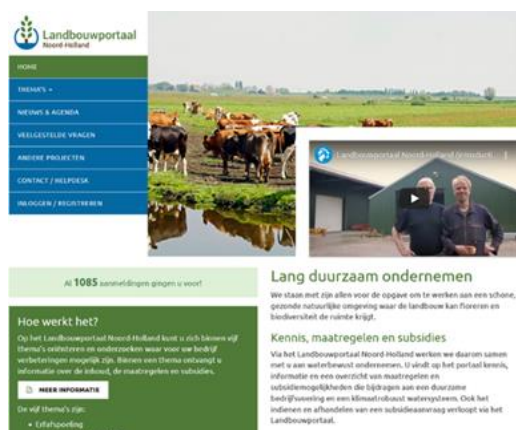 Landbouwportaal
Noord-Holland
HOME
THEMA'S
NIEUWS & AGENDA
VEELGESTELDE VRAGEN
ANDERE PROJECTEN
CONTACT / HELPDESK
INLOGGEN / REGISTREREN
Landbouwportaal Noord-Holland (introducti...
Al 1085 aanmeldingen gingen u voor!
Hoe werkt het?
Op het Landbouwportaal Noord-Holland kunt u zich binnen vijf
thema's oriënteren en onderzoeken waar voor uw bedrijf
verbeteringen mogelijk zijn. Binnen een thema ontvangt u
informatie over de inhoud, de maatregelen en subsidies.
MEER INFORMATIE
De vijf thema's zijn:
• Erfafspoeling
Lang duurzaam ondernemen
We staan met zijn allen voor de opgave om te werken aan een schone,
gezonde natuurlijke omgeving waar de landbouw kan floreren en
biodiversiteit de ruimte krijgt.
Kennis, maatregelen en subsidies
Via het Landbouwportaal Noord-Holland werken we daarom samen
met u aan waterbewust ondernemen. U vindt op het portaal kennis,
informatie en een overzicht van maatregelen en
subsidiemogelijkheden die bijdragen aan een duurzame
bedrijfsvoering en een klimaatrobuust watersysteem. Ook het
indienen en afhandelen van een subsidieaanvraag verloopt via het
Landbouwportaal.